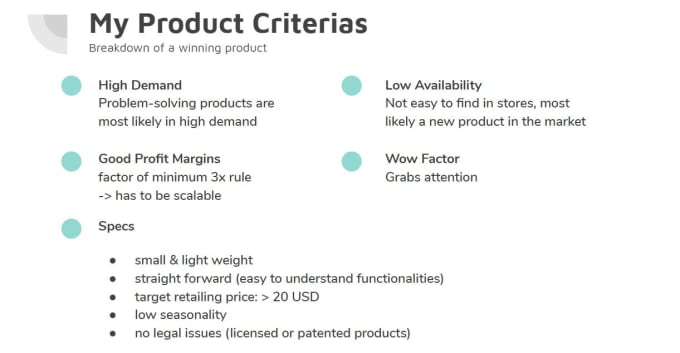 My Product Criterias
Breakdown of a winning product
High Demand
Problem-solving products are
most likely in high demand
Low Availability
Not easy to find in stores, most
likely a new product in the market
Good Profit Margins
factor of minimum 3x rule
-> has to be scalable
Wow Factor
Grabs attention
Specs
● small & light weight
● straight forward (easy to understand functionalities)
● target retailing price: > 20 USD
● low seasonality
● no legal issues (licensed or patented products)